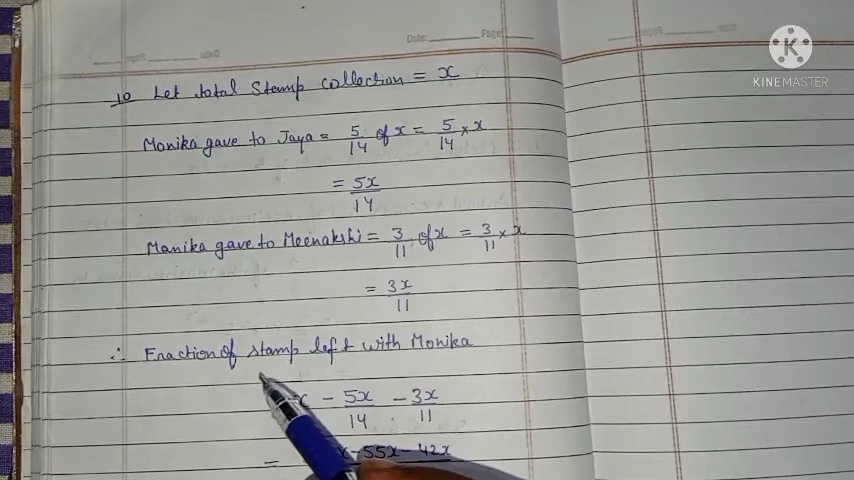 Date: Page:
K
KINEMASTER
10 Let total Stamp collection = x
Monika gave to Jaya = 5/14 of x = 5/14 × x
= 5x/14
Monika gave to Meenakshi = 3/11 of x = 3/11 × x
= 3x/11
∴ Fraction of stamp left with Monika
x - 5x/14 - 3x/11
= x - 55x - 42x